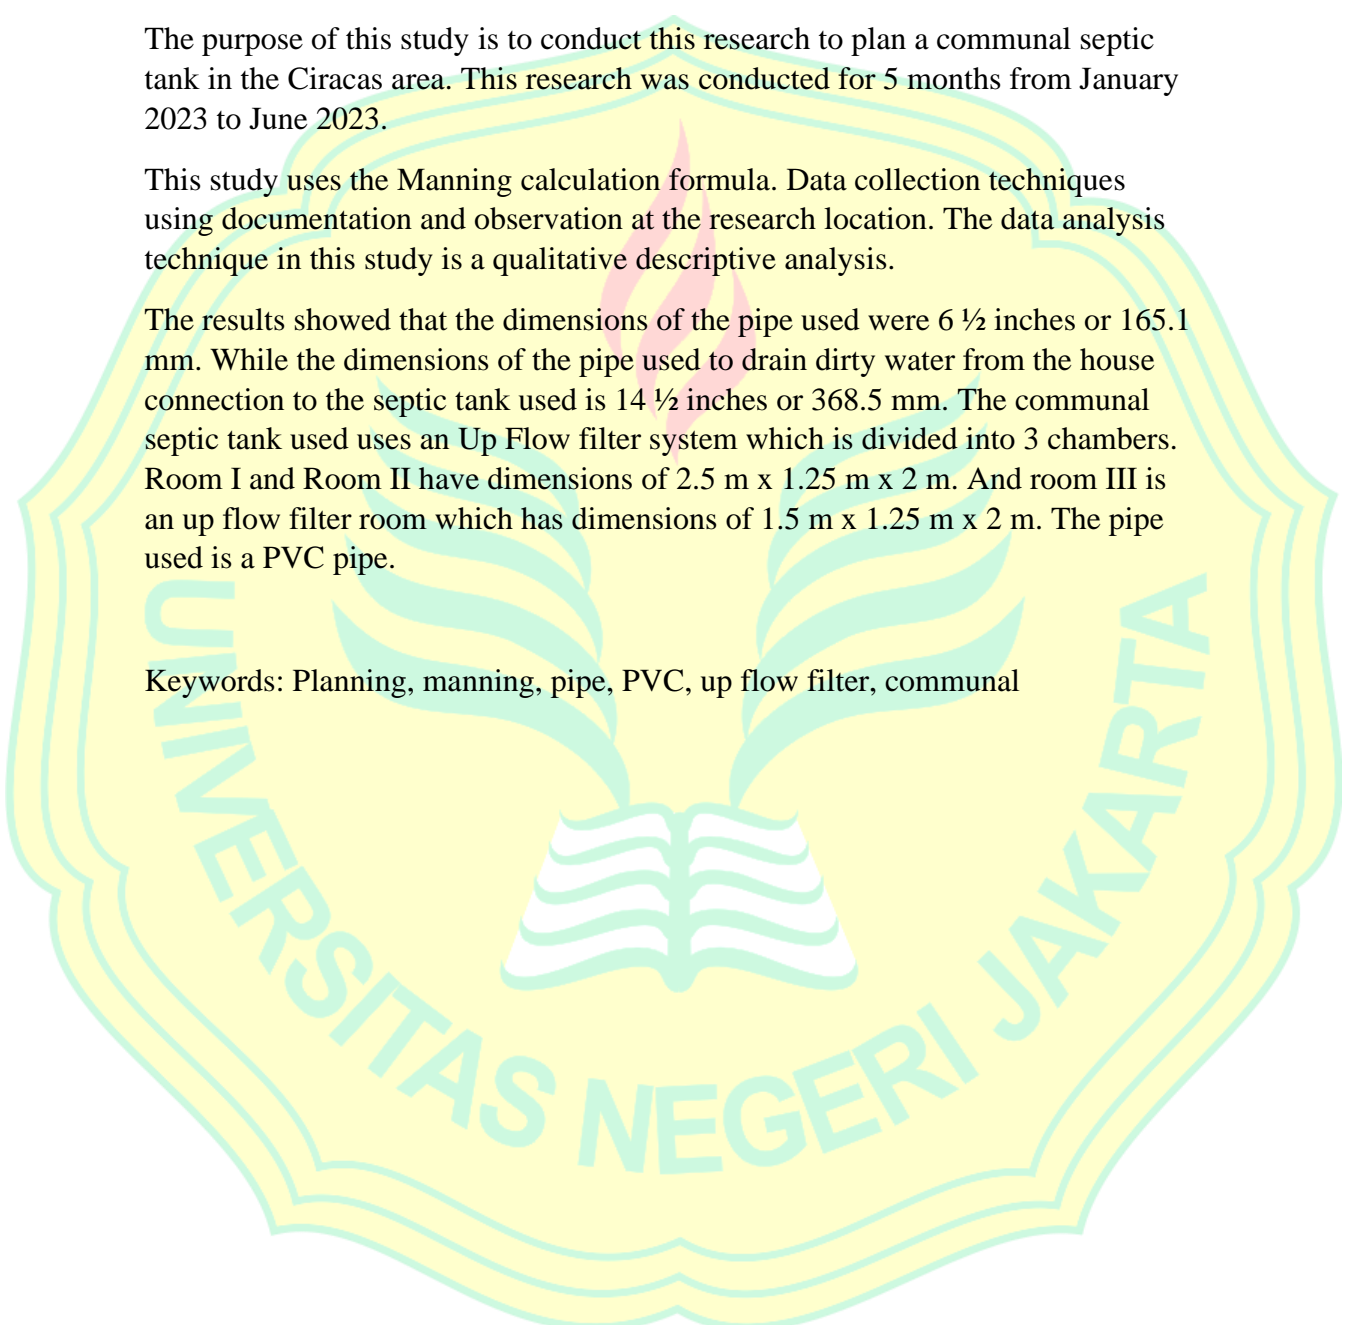 The purpose of this study is to conduct this research to plan a communal septic
tank in the Ciracas area. This research was conducted for 5 months from January
2023 to June 2023.
This study uses the Manning calculation formula. Data collection techniques
using documentation and observation at the research location. The data analysis
technique in this study is a qualitative descriptive analysis.
The results showed that the dimensions of the pipe used were 6 ½ inches or 165.1
mm. While the dimensions of the pipe used to drain dirty water from the house
connection to the septic tank used is 14 ½ inches or 368.5 mm. The communal
septic tank used uses an Up Flow filter system which is divided into 3 chambers.
Room I and Room II have dimensions of 2.5 m x 1.25 m x 2 m. And room III is
an up flow filter room which has dimensions of 1.5 m x 1.25 m x 2 m. The pipe
used is a PVC pipe.
Keywords: Planning, manning, pipe, PVC, up flow filter, communal
UNIVERSITAS NEGERI JAKARTA